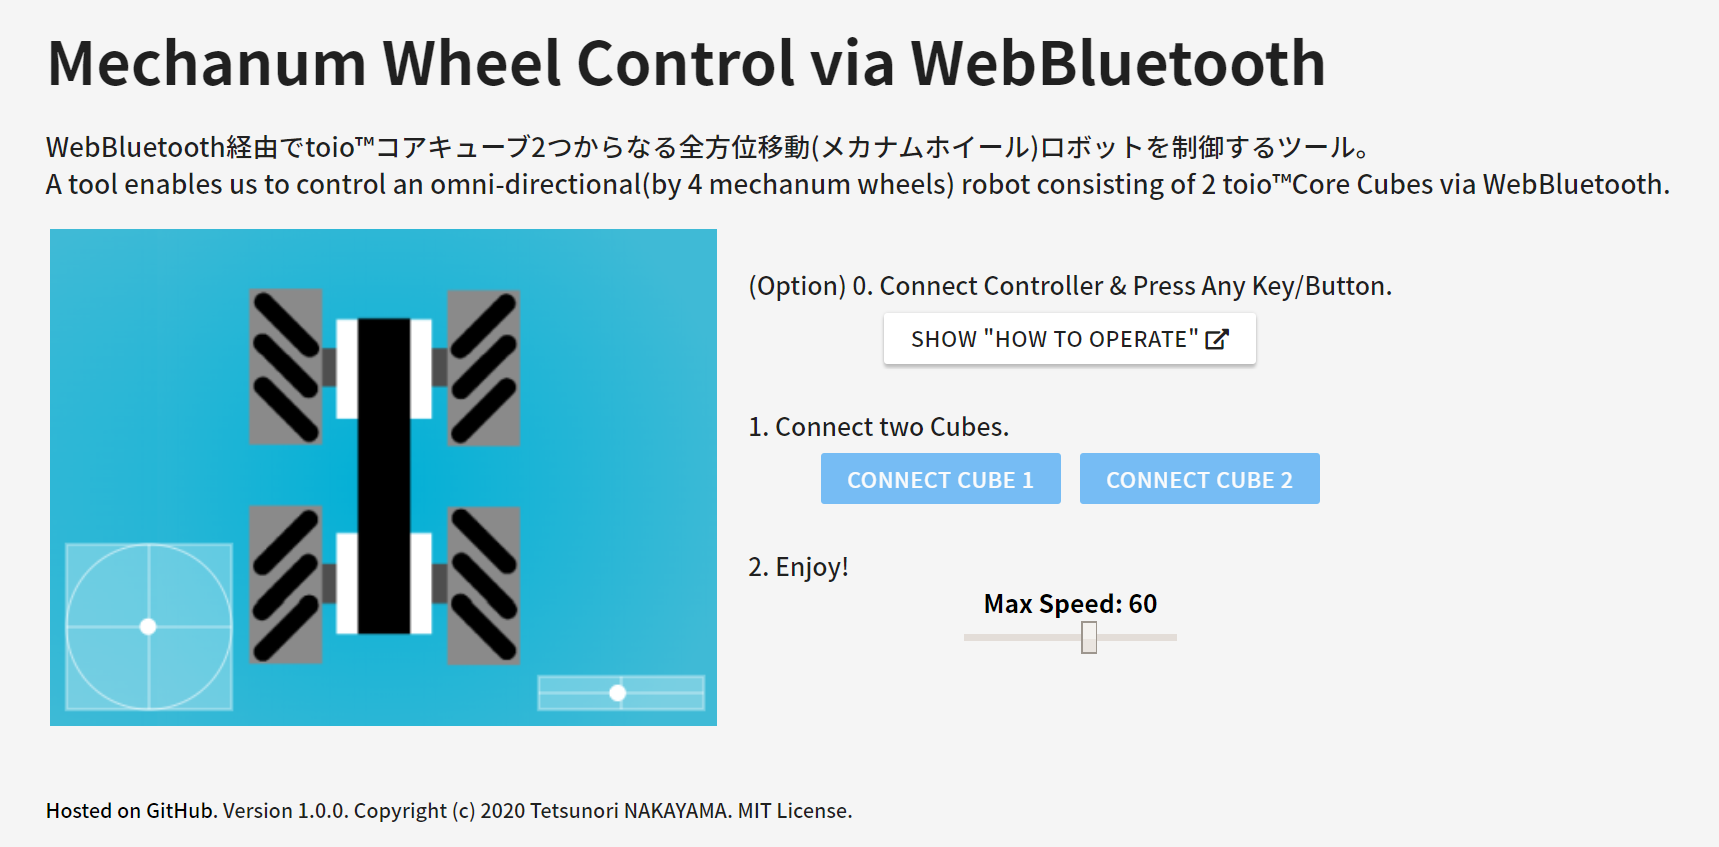 Mechanum Wheel Control via WebBluetooth
WebBluetooth経由でtoio™コアキューブ2つからなる全方位移動(メカナムホイール)ロボットを制御するツール。
A tool enables us to control an omni-directional(by 4 mechanum wheels) robot consisting of 2 toio™Core Cubes via WebBluetooth.
(Option) 0. Connect Controller & Press Any Key/Button.
SHOW "HOW TO OPERATE"
1. Connect two Cubes.
CONNECT CUBE 1 CONNECT CUBE 2
2. Enjoy!
Max Speed: 60
Hosted on GitHub. Version 1.0.0. Copyright (c) 2020 Tetsunori NAKAYAMA. MIT License.